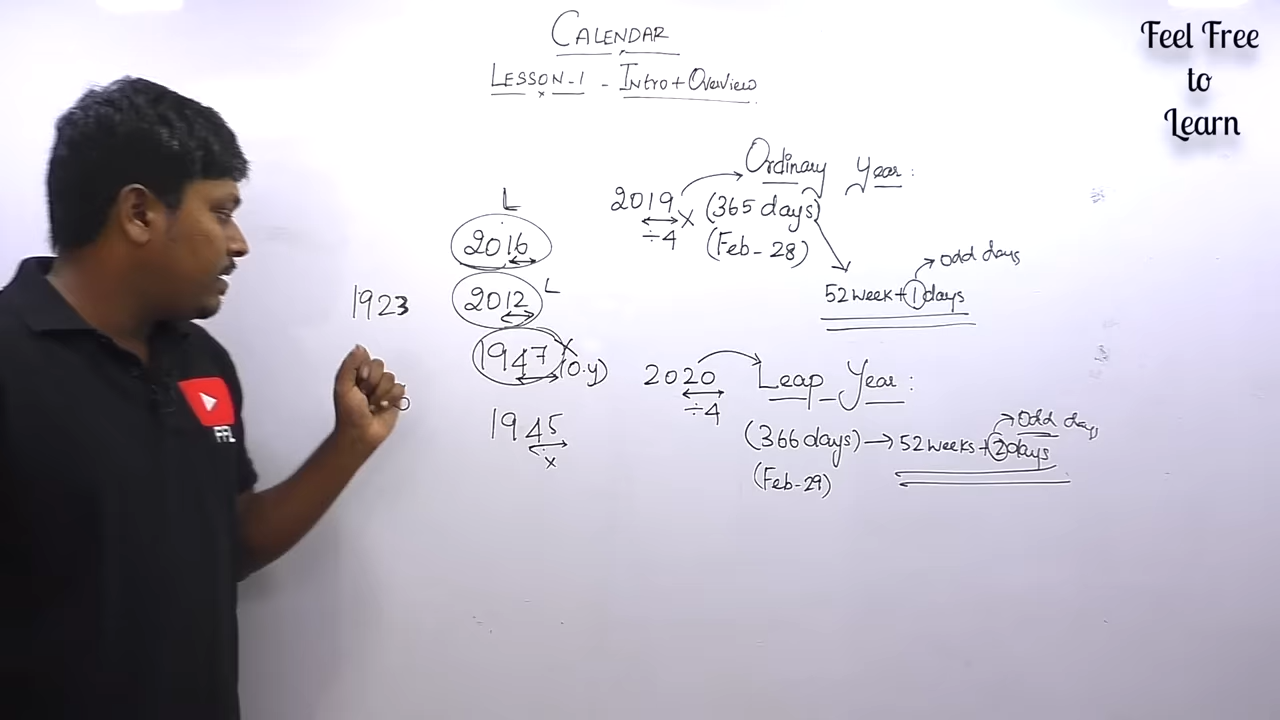 CALENDAR
LESSON-1 - Intro + Overview
Feel Free
to
Learn
Ordinary Year :
2019 (365 days)
÷4 x
(Feb-28)
odd days
52 week + 1 days
L
2016
2012 L
1947 x
(O.y)
1945
x
1923
2020 Leap Year :
÷4
(366 days) → 52 weeks + 2 days
Odd days
(Feb-29)
FFL